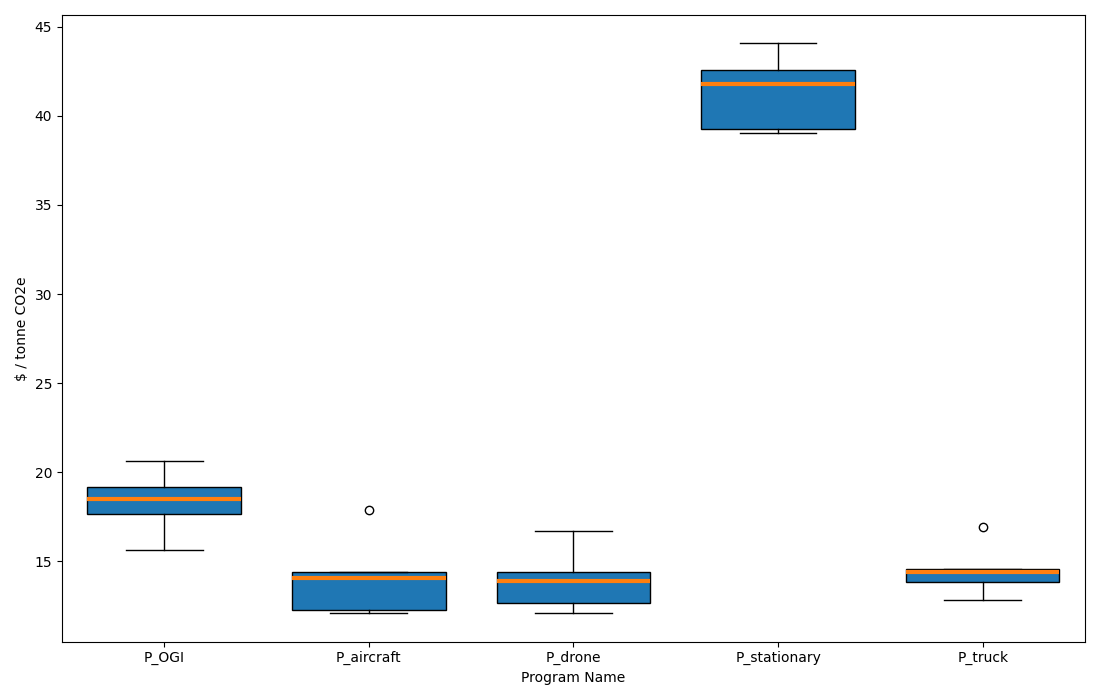 $ / tonne CO2e
45
40
35
30
25
20
15
P_OGI
P_aircraft
P_drone
P_stationary
P_truck
Program Name